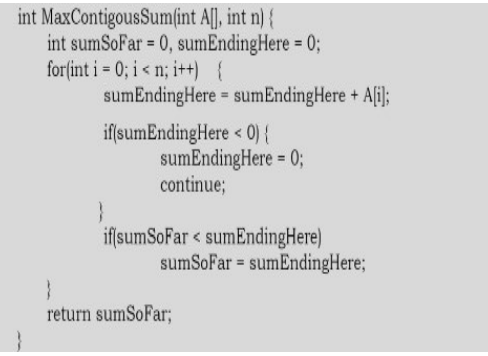 int MaxContigousSum(int A[], int n) {
int sumSoFar = 0, sumEndingHere = 0;
for(int i = 0; i < n; i++) {
sumEndingHere = sumEndingHere + A[i];
if(sumEndingHere < 0) {
sumEndingHere = 0;
continue;
}
if(sumSoFar < sumEndingHere)
sumSoFar = sumEndingHere;
}
return sumSoFar;
}